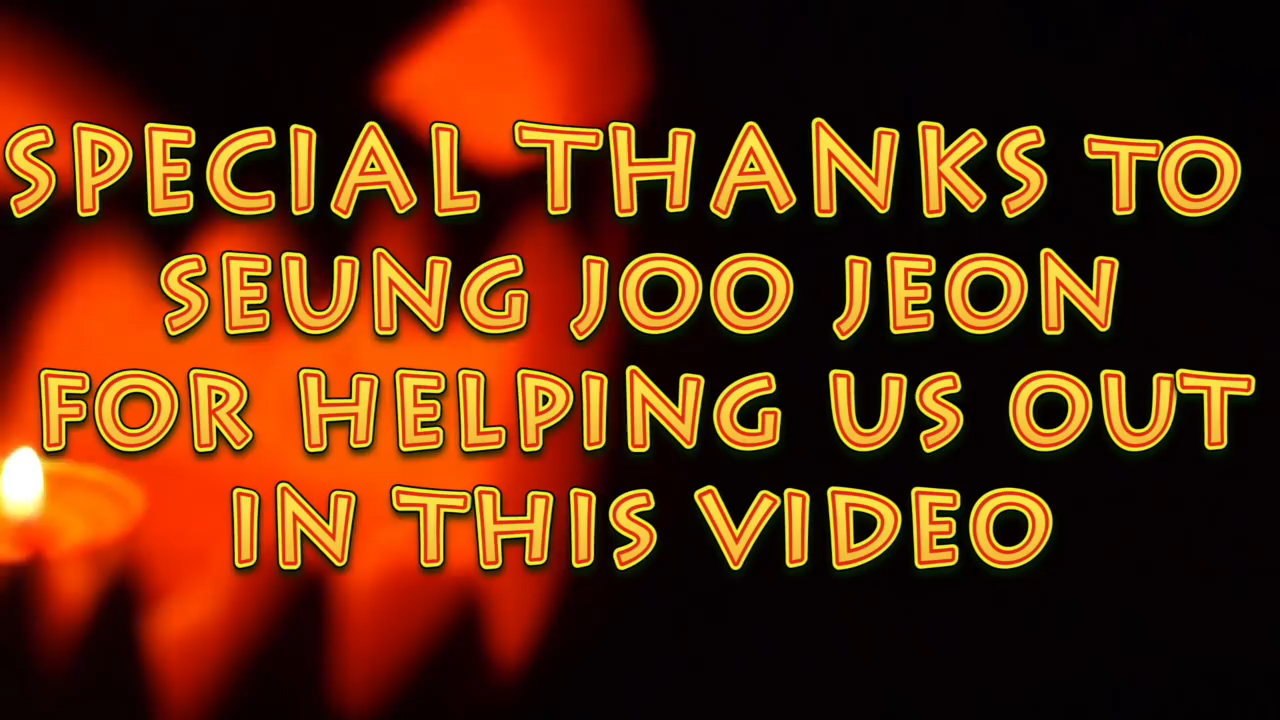 SPECIAL THANKS TO
SEUNG JOO JEON
FOR HELPING US OUT
IN THIS VIDEO